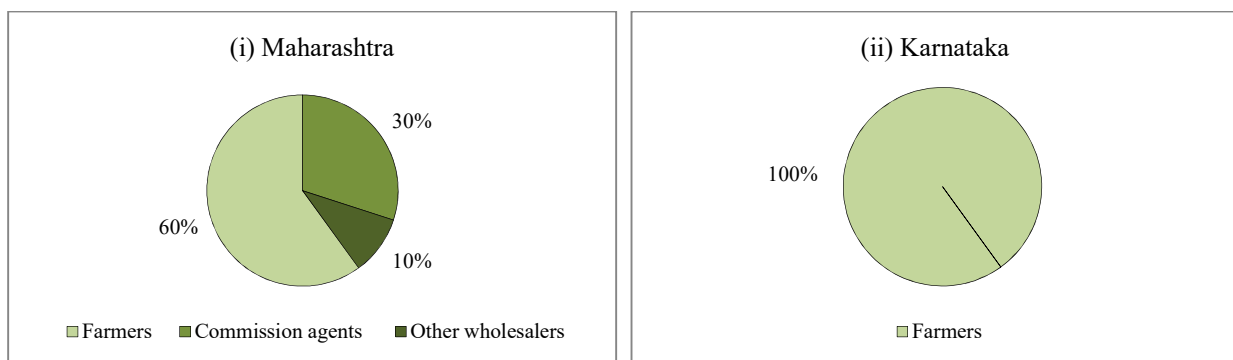 (i) Maharashtra
30%
60%
10%
Farmers Commission agents Other wholesalers
(ii) Karnataka
100%
Farmers